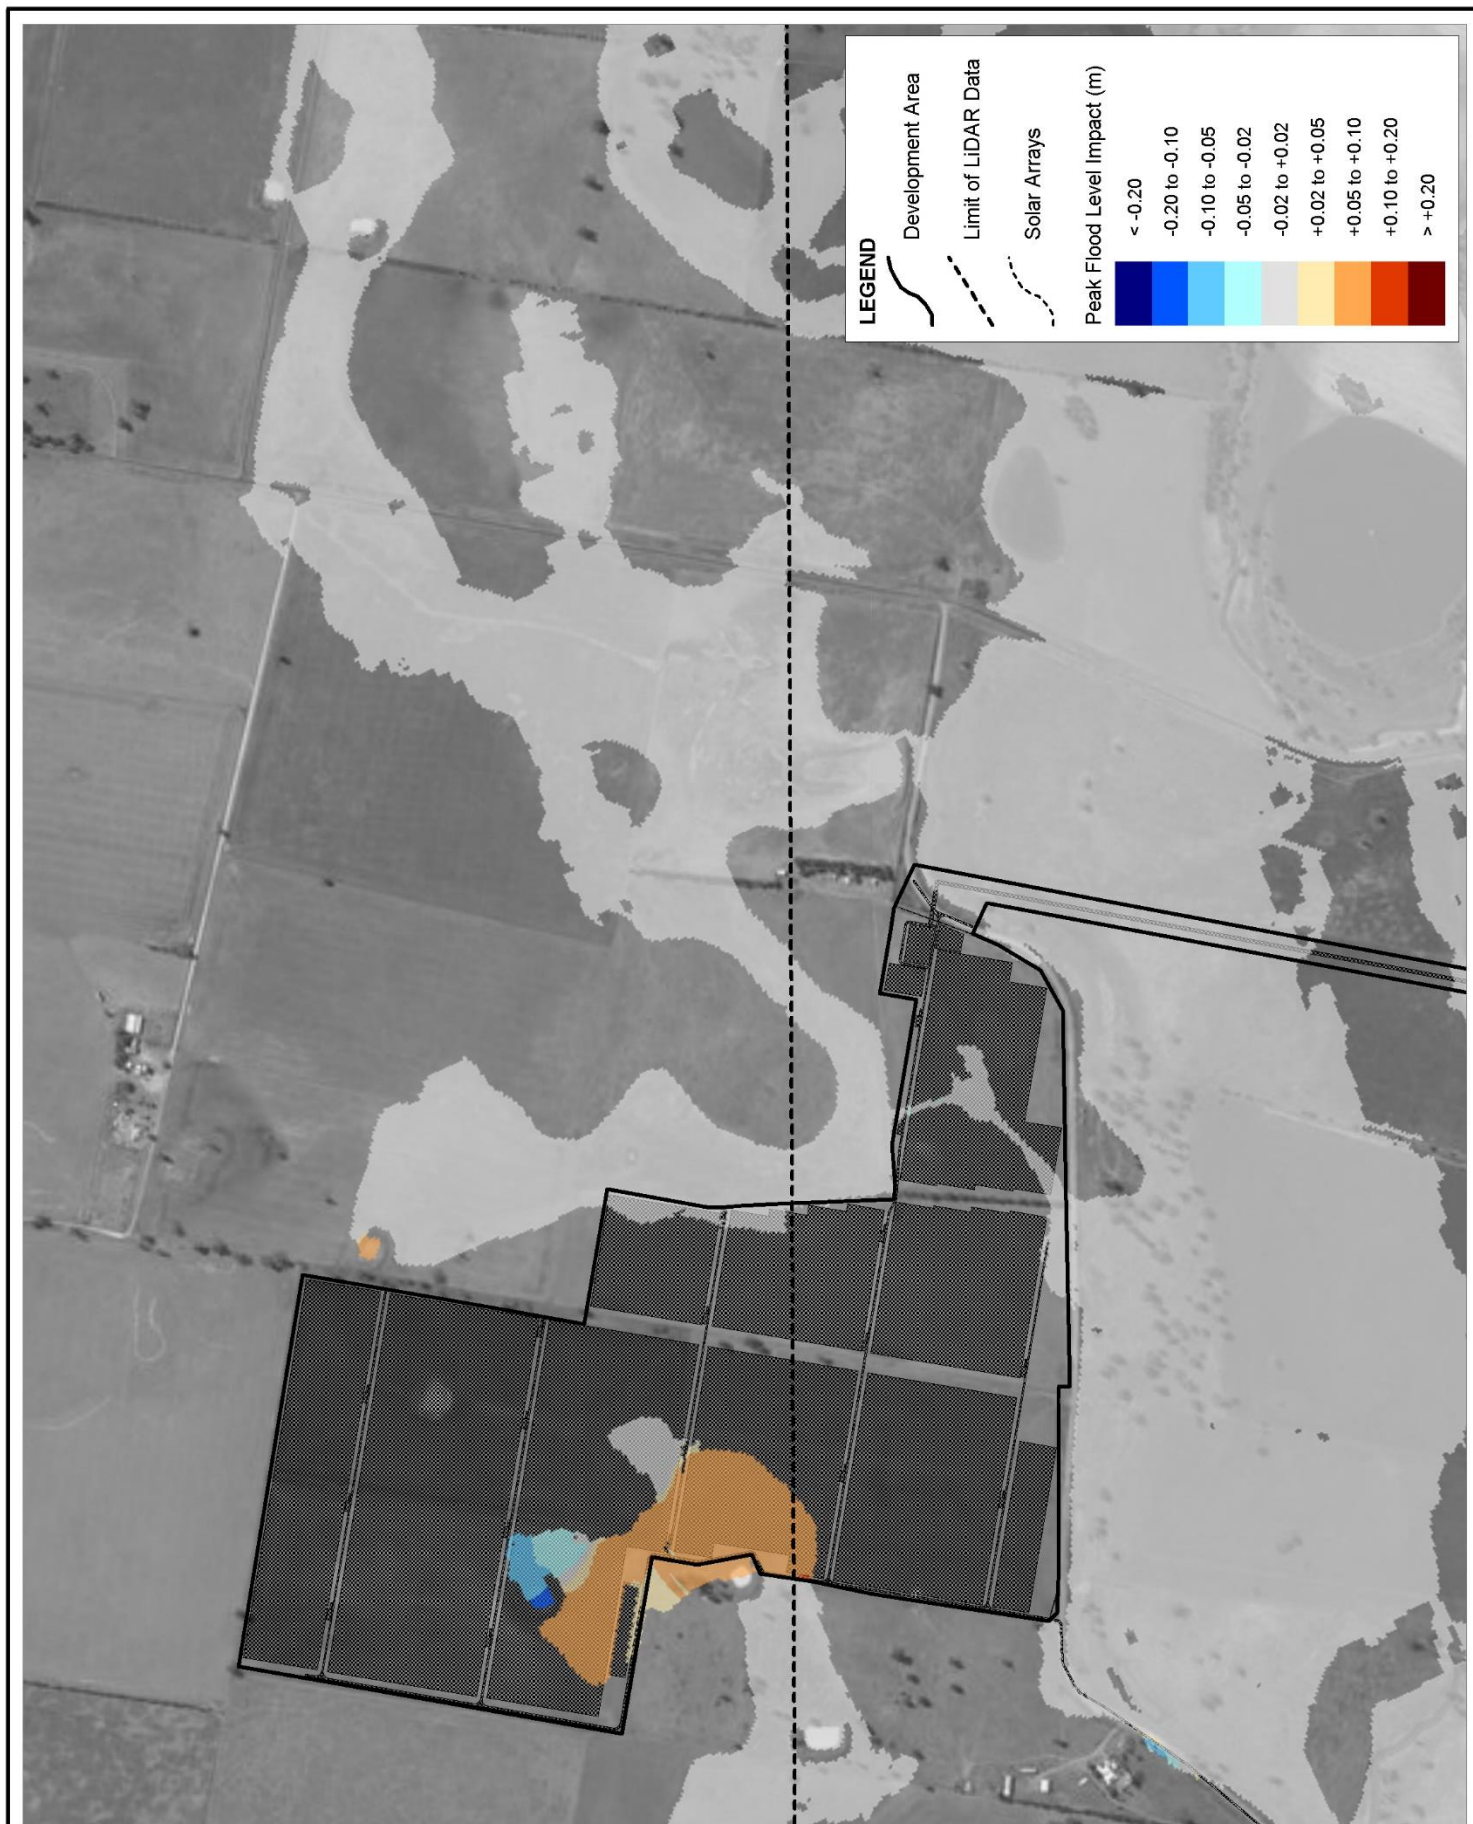 LEGEND
Development Area
Limit of LiDAR Data
Solar Arrays
Peak Flood Level Impact (m)
< -0.20
-0.20 to -0.10
-0.10 to -0.05
-0.05 to -0.02
-0.02 to +0.02
+0.02 to +0.05
+0.05 to +0.10
+0.10 to +0.20
> +0.20